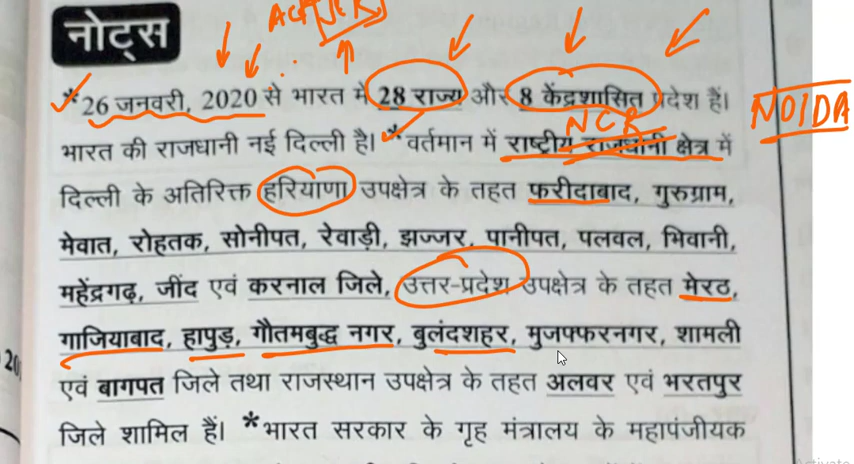 ACR NCR
नोट्स
*26 जनवरी, 2020 से भारत में 28 राज्य और 8 केंद्रशासित प्रदेश हैं।
NOIDA
NCR
भारत की राजधानी नई दिल्ली है। *वर्तमान में राष्ट्रीय राजधानी क्षेत्र में
दिल्ली के अतिरिक्त हरियाणा उपक्षेत्र के तहत फरीदाबाद, गुरुग्राम,
मेवात, रोहतक, सोनीपत, रेवाड़ी, झज्जर, पानीपत, पलवल, भिवानी,
महेंद्रगढ़, जींद एवं करनाल जिले, उत्तर-प्रदेश उपक्षेत्र के तहत मेरठ,
गाजियाबाद, हापुड़, गौतमबुद्ध नगर, बुलंदशहर, मुजफ्फरनगर, शामली
20
एवं बागपत जिले तथा राजस्थान उपक्षेत्र के तहत अलवर एवं भरतपुर
जिले शामिल हैं। *भारत सरकार के गृह मंत्रालय के महापंजीयक